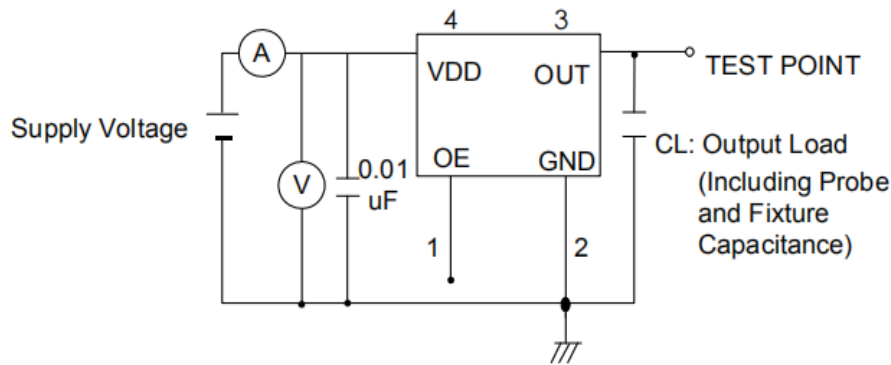 4
3
A
VDD
OUT
TEST POINT
Supply Voltage
V
0.01
uF
OE
GND
CL: Output Load
(Including Probe
and Fixture
Capacitance)
1
2